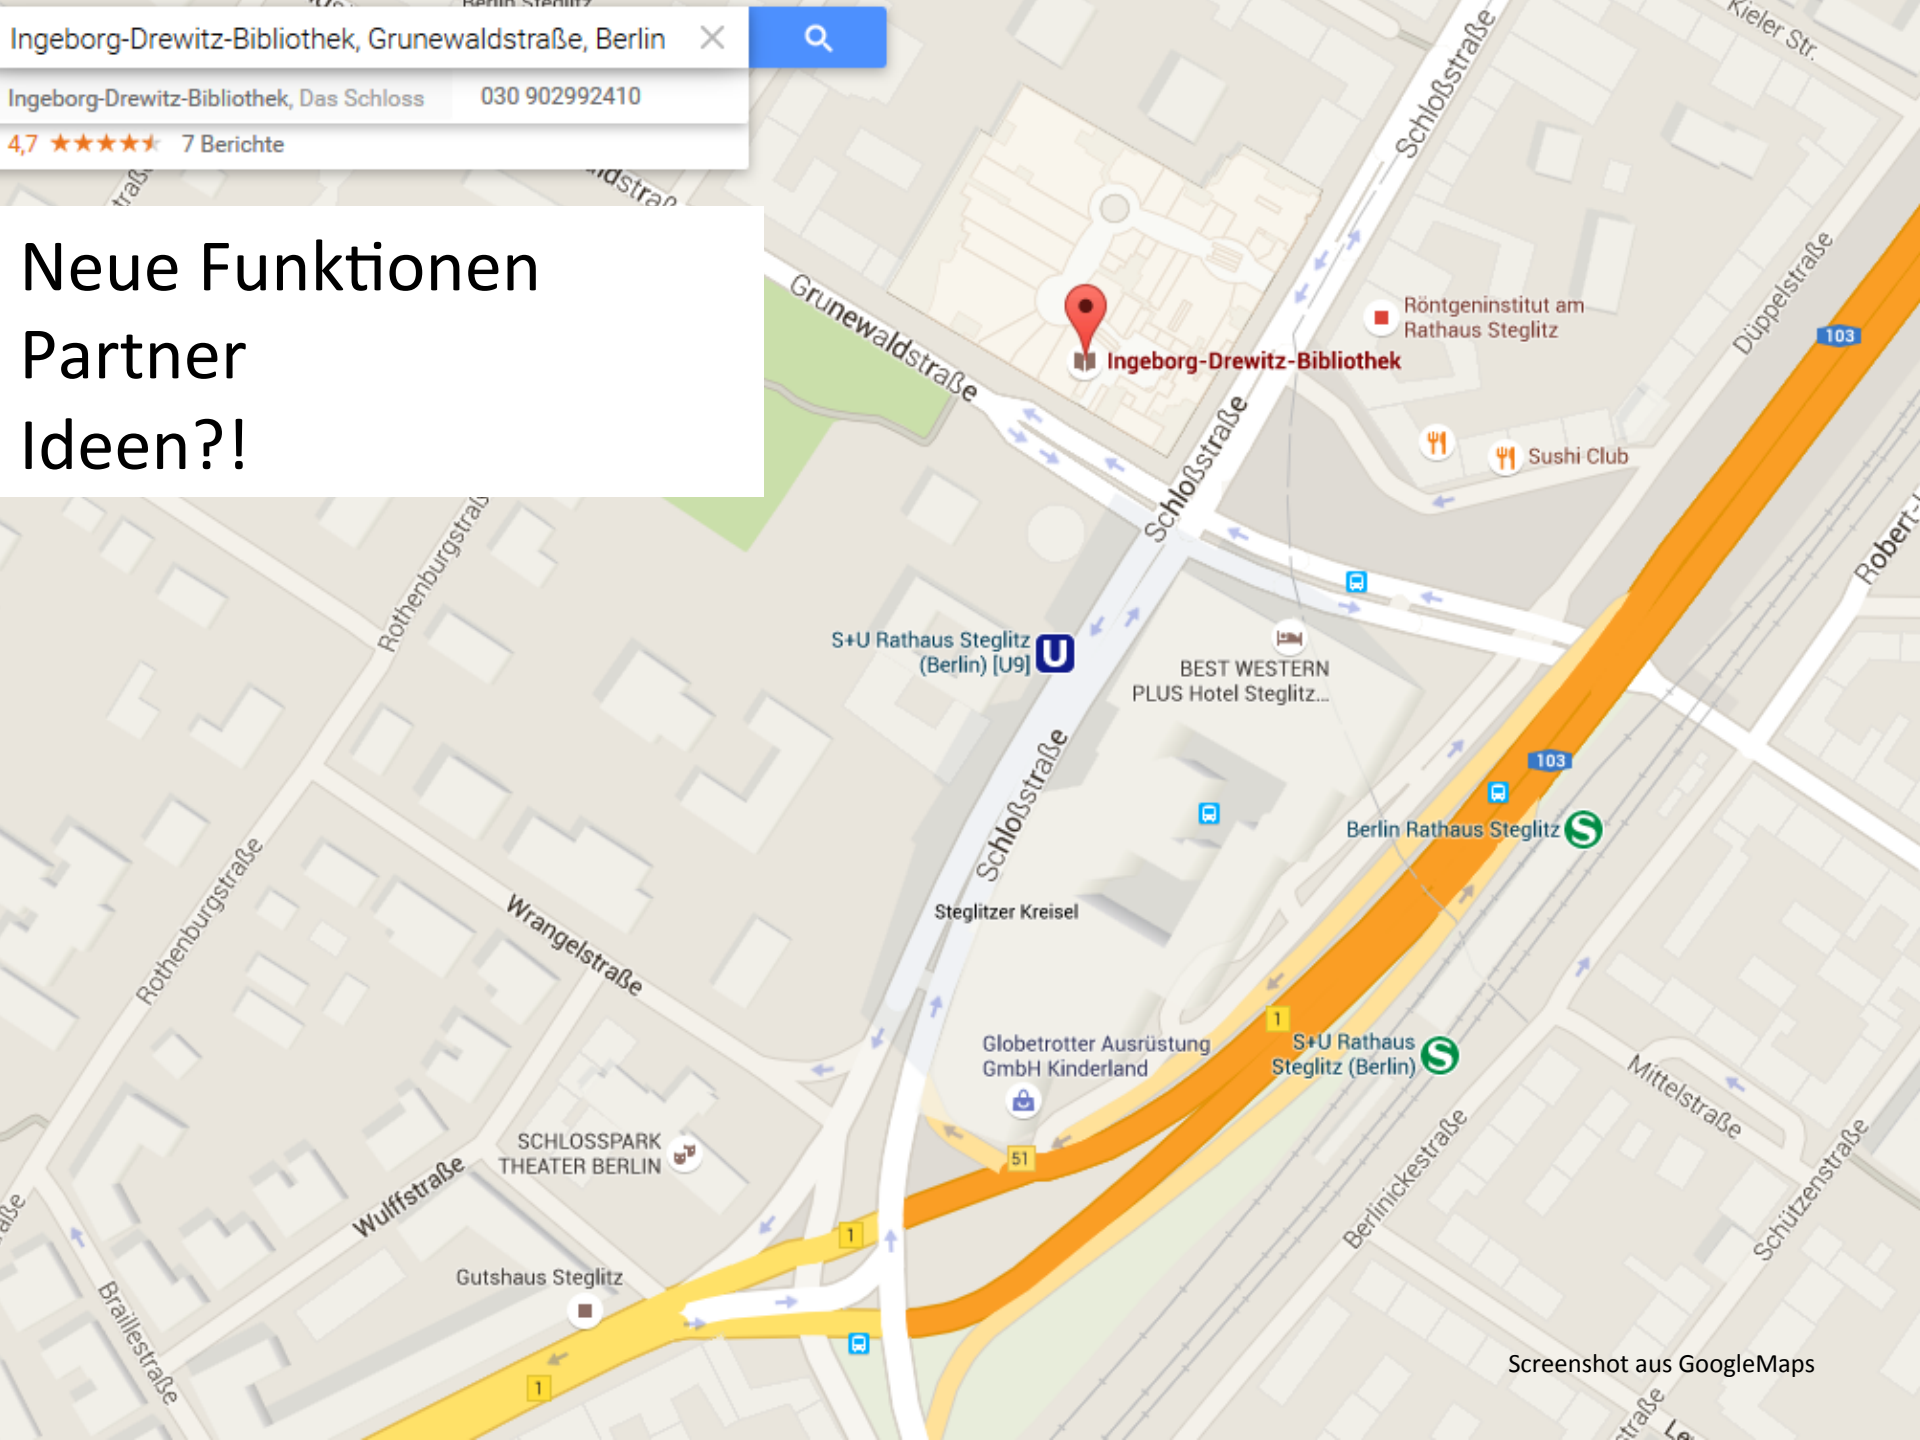 Berlin Steglitz
Ingeborg-Drewitz-Bibliothek, Grunewaldstraße, Berlin
Ingeborg-Drewitz-Bibliothek, Das Schloss
030 902992410
4,7
7 Berichte
Neue Funktionen
Partner
Ideen?!
Kieler Str.
Schloßstraße
Grunewaldstraße
Düppelstraße
Röntgeninstitut am
Rathaus Steglitz
103
Ingeborg-Drewitz-Bibliothek
Schloßstraße
Sushi Club
Rothenburgstraß
Robert-
S+U Rathaus Steglitz
(Berlin) [U9]
U
BEST WESTERN
PLUS Hotel Steglitz...
103
Schloßstraße
Berlin Rathaus Steglitz
S
Rothenburgstraße
Wrangelstraße
Steglitzer Kreisel
1
Globetrotter Ausrüstung
GmbH Kinderland
S+U Rathaus
Steglitz (Berlin)
S
Mittelstraße
SCHLOSSPARK
THEATER BERLIN
51
Wulffstraße
Berlinickestraße
Schützenstraße
1
Gutshaus Steglitz
Braillestraße
1
Screenshot aus GoogleMaps